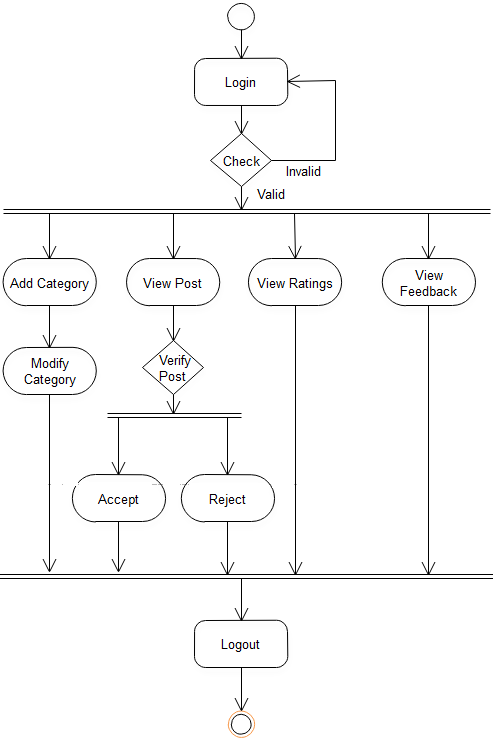 Login
Check
Invalid
Valid
Add Category
View Post
View Ratings
View
Feedback
Modify
Category
Verify
Post
Accept
Reject
Logout